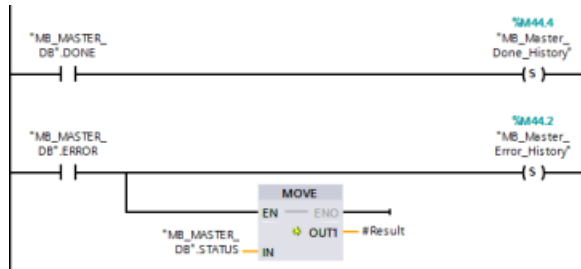 %M44.4
"MB_MASTER_
DB".DONE
"MB_Master_
Done_History"
S
%M44.2
"MB_MASTER_
DB".ERROR
"MB_Master_
Error_History"
S
MOVE
EN ENO
OUT1 #Result
"MB_MASTER_
DB".STATUS IN